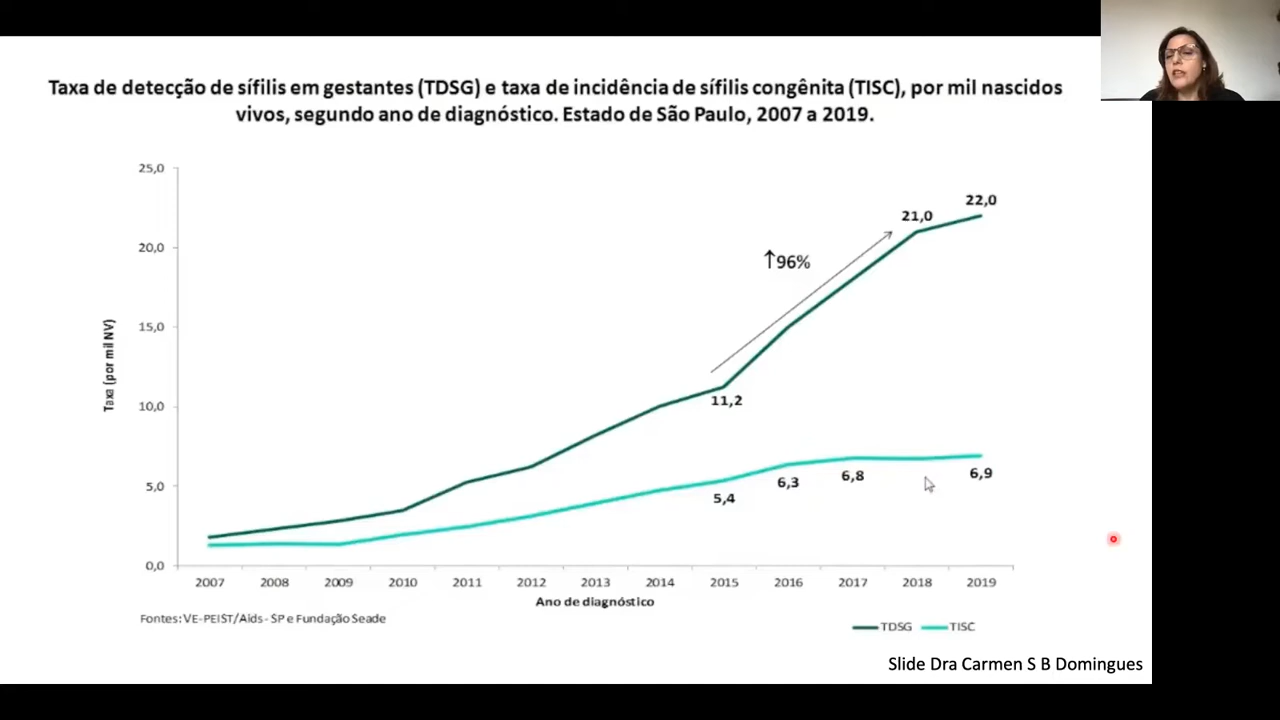 Taxa de detecção de sífilis em gestantes (TDSG) e taxa de incidência de sífilis congênita (TISC), por mil nascidos
vivos, segundo ano de diagnóstico. Estado de São Paulo, 2007 a 2019.
25,0
20,0
15,0
10,0
5,0
0,0
Taxa (por mil NV)
22,0
21,0
↑96%
11,2
5,4
6,3
6,8
6,9
2007 2008 2009 2010 2011 2012 2013 2014 2015 2016 2017 2018 2019
Ano de diagnóstico
Fontes: VE-PEIST/Aids - SP e Fundação Seade
TDSG TISC
Slide Dra Carmen S B Domingues